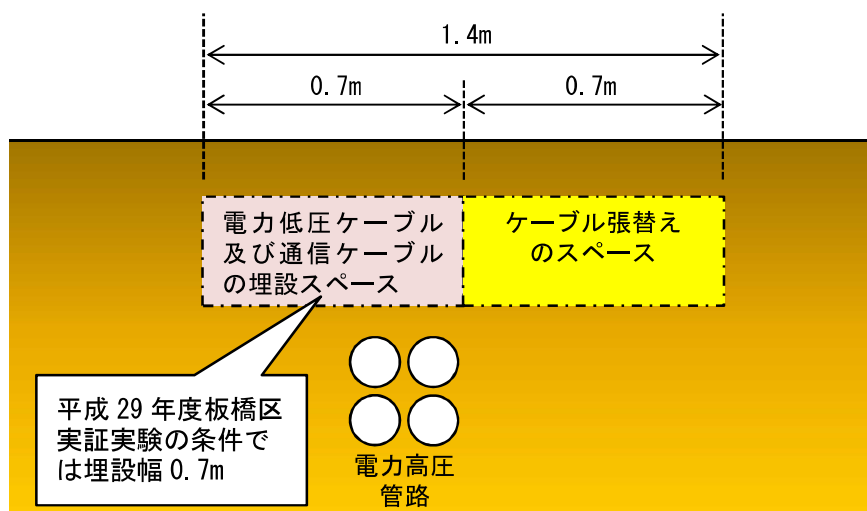 1.4m
0.7m
0.7m
電力低圧ケーブル
及び通信ケーブル
の埋設スペース
ケーブル張替え
のスペース
平成 29 年度板橋区
実証実験の条件で
は埋設幅 0.7m
電力高圧
管路